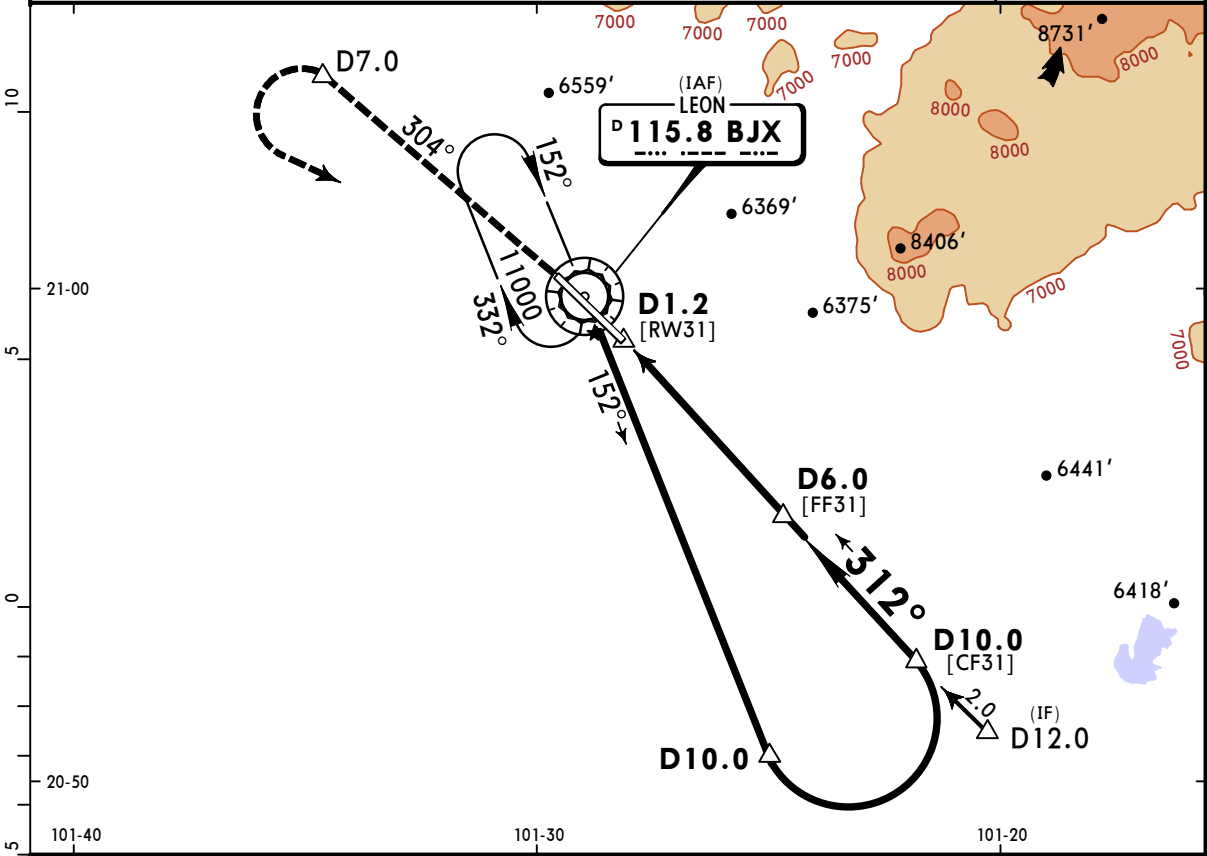 7000
7000
7000
8731'
8000
7000
D7.0
6559'
7000
(IAF)
LEON
D 115.8 BJX
8000
8000
10
304°
152°
6369'
8406'
8000
7000
21-00
11000
332°
D1.2
[RW31]
6375'
7000
5
152°
6441'
D6.0
[FF31]
312°
6418'
0
D10.0
[CF31]
2.0
(IF)
D12.0
D10.0
20-50
101-40
101-30
101-20
5